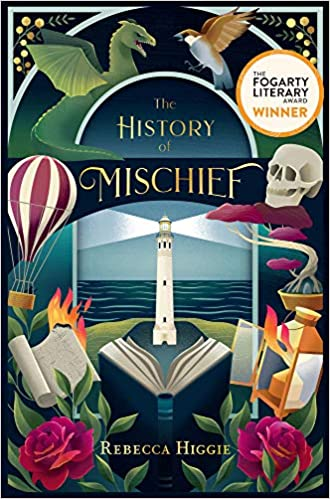 THE
FOGARTY
LITERARY
AWARD
WINNER
The
HISTORY
of
MISCHIEF
REBECCA HIGGIE